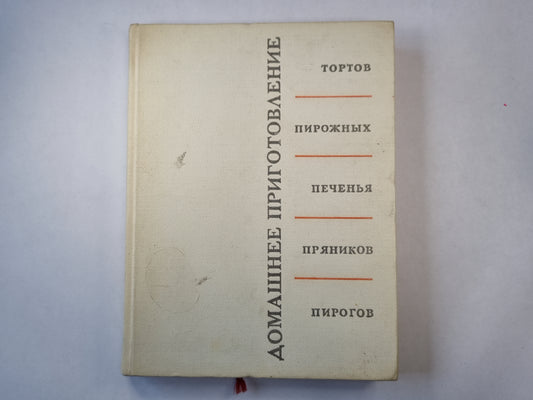 ДОМАШНЕЕ ПРИГОТОВЛЕНИЕ
ТОРТОВ
ПИРОЖНЫХ
ПЕЧЕНЬЯ
ПРЯНИКОВ
ПИРОГОВ